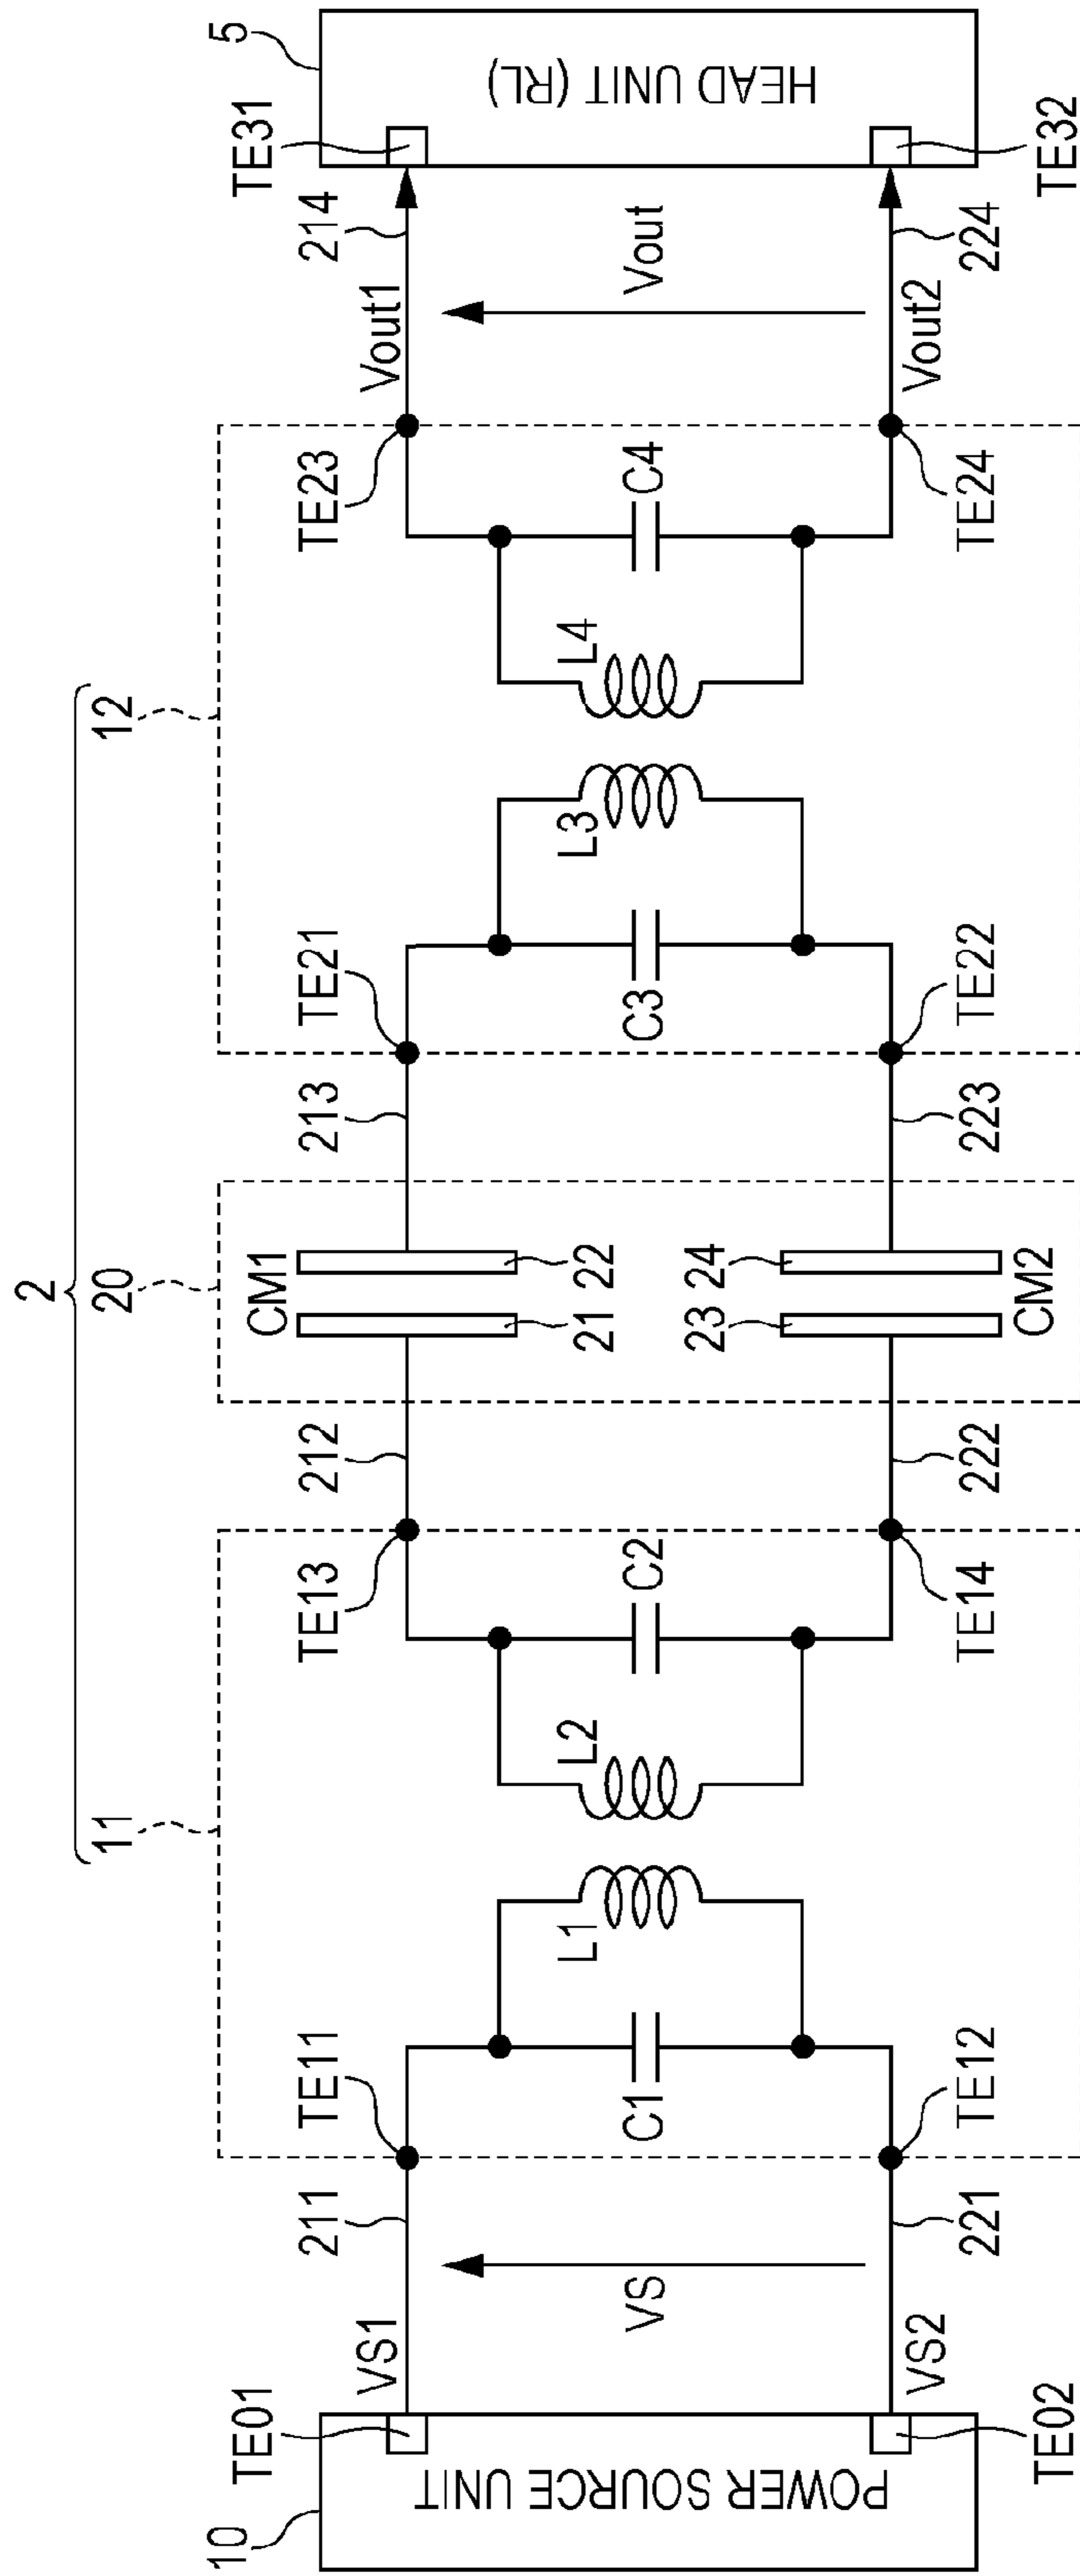 2
11
20
12
10
POWER SOURCE UNIT
TE01
TE02
VS1
VS2
VS
211
221
TE11
TE12
C1
L1
L2
C2
TE13
TE14
212
222
CM1
21
22
23
24
CM2
213
223
TE21
TE22
C3
L3
L4
C4
TE23
TE24
Vout1
Vout2
Vout
214
224
TE31
TE32
5
HEAD UNIT (RL)